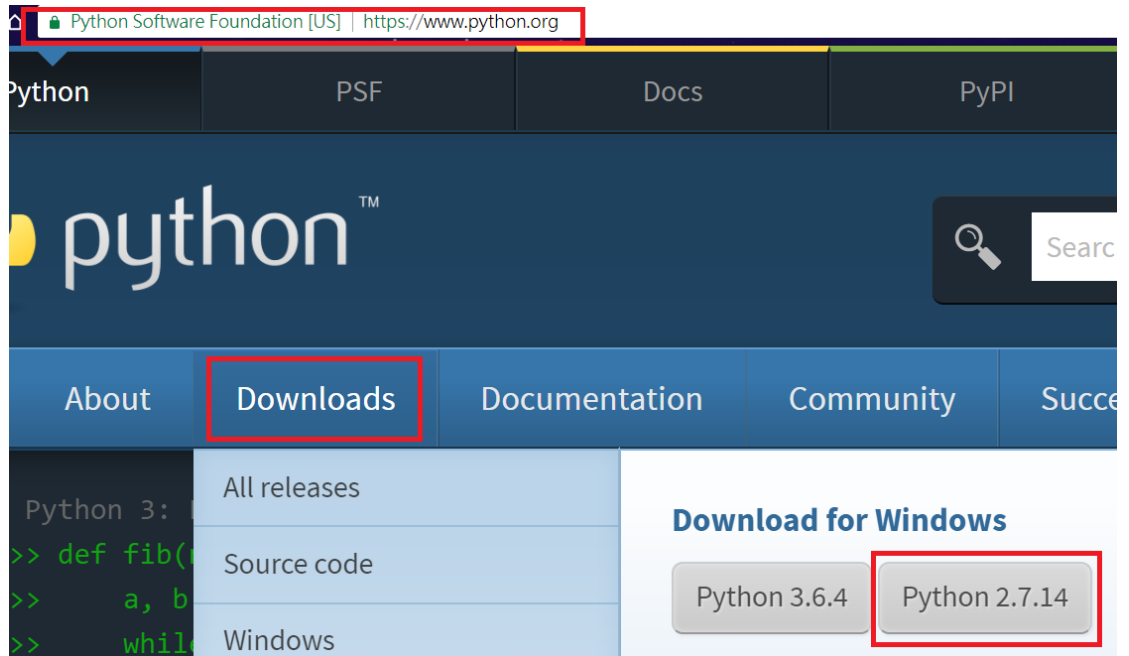 Python Software Foundation [US] | https://www.python.org
Python PSF Docs PyPI
python™
Searc
About Downloads Documentation Community Succe
All releases
Source code
Windows
Python 3:
>> def fib(
>> a, b
>> while
Download for Windows
Python 3.6.4 Python 2.7.14